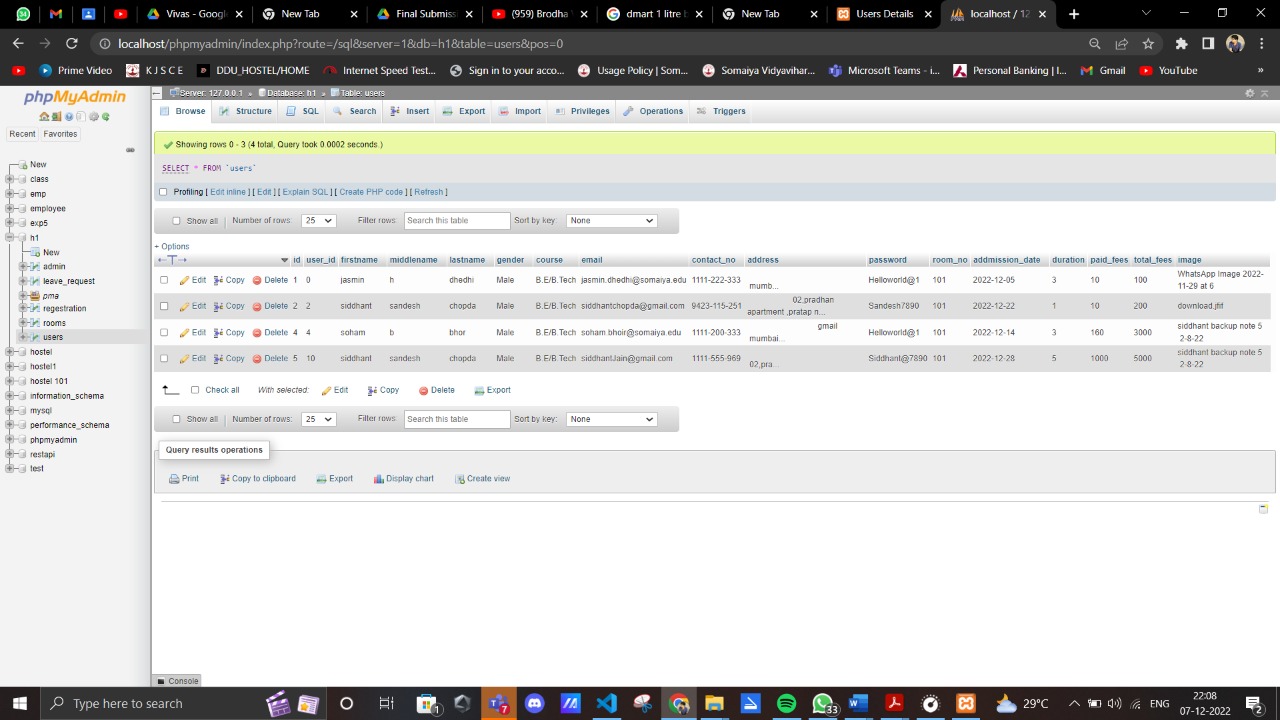 Vivas - Google
New Tab
Final Submiss
(959) Brodha V
dmart 1 litre b
New Tab
Users Details
localhost / 12
localhost/phpmyadmin/index.php?route=/sql&server=1&db=h1&table=users&pos=0
Prime Video
K J S C E
DDU_HOSTEL/HOME
Internet Speed Test...
Sign in to your acco...
Usage Policy | Som...
Somaiya Vidyavihar...
Microsoft Teams - i...
Personal Banking | I...
Gmail
YouTube
»
phpMyAdmin
Recent Favorites
New
class
emp
employee
exp5
h1
New
admin
leave_request
pma
regestration
rooms
users
hostel
hostel1
hostel 101
information_schema
mysql
performance_schema
phpmyadmin
restapi
test
Server: 127.0.0.1 » Database: h1 » Table: users
Browse Structure SQL Search Insert Export Import Privileges Operations Triggers
Showing rows 0 - 3 (4 total, Query took 0.0002 seconds.)
SELECT * FROM `users`
Profiling [ Edit inline ] [ Edit ] [ Explain SQL ] [ Create PHP code ] [ Refresh ]
Show all | Number of rows: 25 Filter rows: Search this table Sort by key: None
+ Options
←T→ id user_id firstname middlename lastname gender course email contact_no address password room_no addmission_date duration paid_fees total_fees image
Edit Copy Delete 1 0 jasmin h dhedhi Male B.E/B.Tech jasmin.dhedhi@somaiya.edu 1111-222-333 mumb... Helloworld@1 101 2022-12-05 3 10 100 WhatsApp Image 2022-11-29 at 6
Edit Copy Delete 2 2 siddhant sandesh chopda Male B.E/B.Tech siddhantchopda@gmail.com 9423-115-251 02,pradhan apartment ,pratap n... Sandesh7890 101 2022-12-22 1 10 200 download.jfif
Edit Copy Delete 4 4 soham b bhor Male B.E/B.Tech soham.bhoir@somaiya.edu 1111-200-333 gmail mumbai... Helloworld@1 101 2022-12-14 3 160 3000 siddhant backup note 5 2-8-22
Edit Copy Delete 5 10 siddhant sandesh chopda Male B.E/B.Tech siddhantJain@gmail.com 1111-555-969 02,pra... Siddhant@7890 101 2022-12-28 5 1000 5000 siddhant backup note 5 2-8-22
Check all With selected: Edit Copy Delete Export
Show all | Number of rows: 25 Filter rows: Search this table Sort by key: None
Query results operations
Print Copy to clipboard Export Display chart Create view
Console
Type here to search
1
7
33
29°C
ENG
22:08
07-12-2022
2